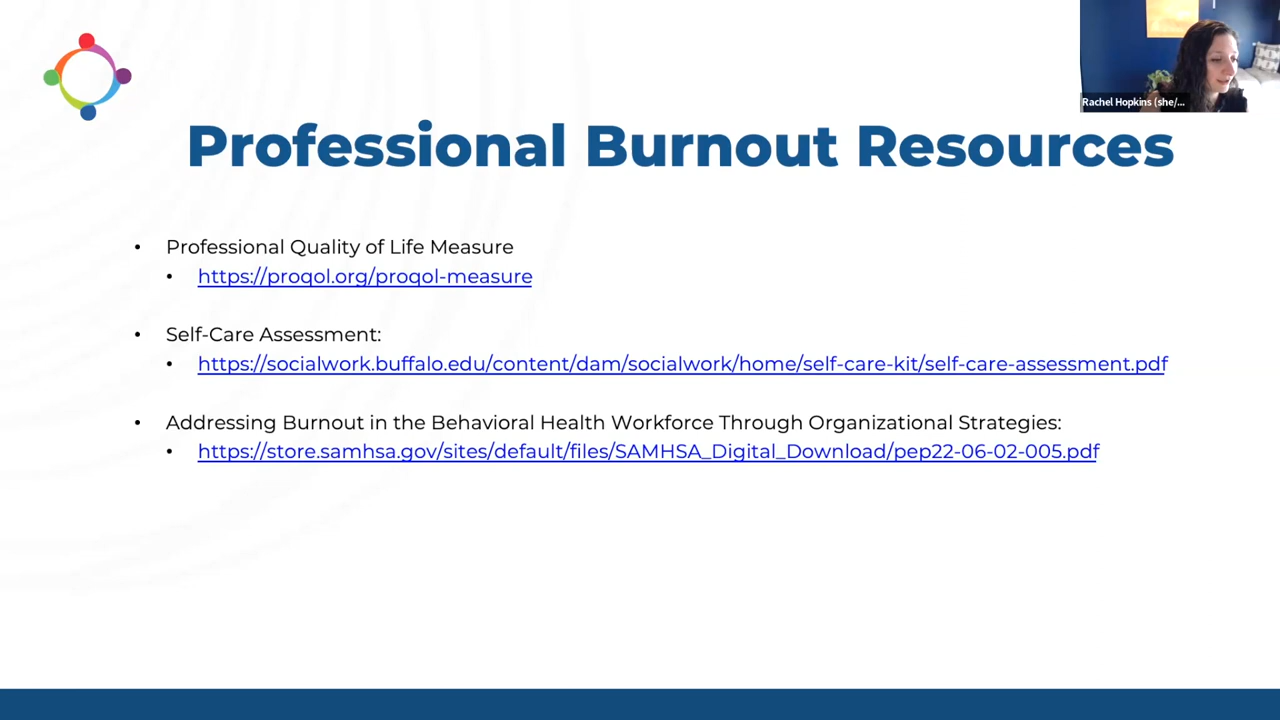 Rachel Hopkins (she/...
Professional Burnout Resources
• Professional Quality of Life Measure
• https://proqol.org/proqol-measure
• Self-Care Assessment:
• https://socialwork.buffalo.edu/content/dam/socialwork/home/self-care-kit/self-care-assessment.pdf
• Addressing Burnout in the Behavioral Health Workforce Through Organizational Strategies:
• https://store.samhsa.gov/sites/default/files/SAMHSA_Digital_Download/pep22-06-02-005.pdf